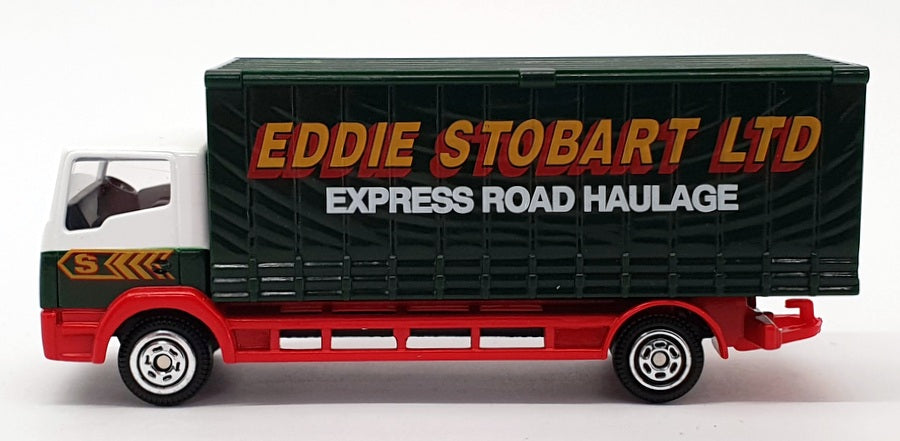 EDDIE STOBART LTD
EXPRESS ROAD HAULAGE
S